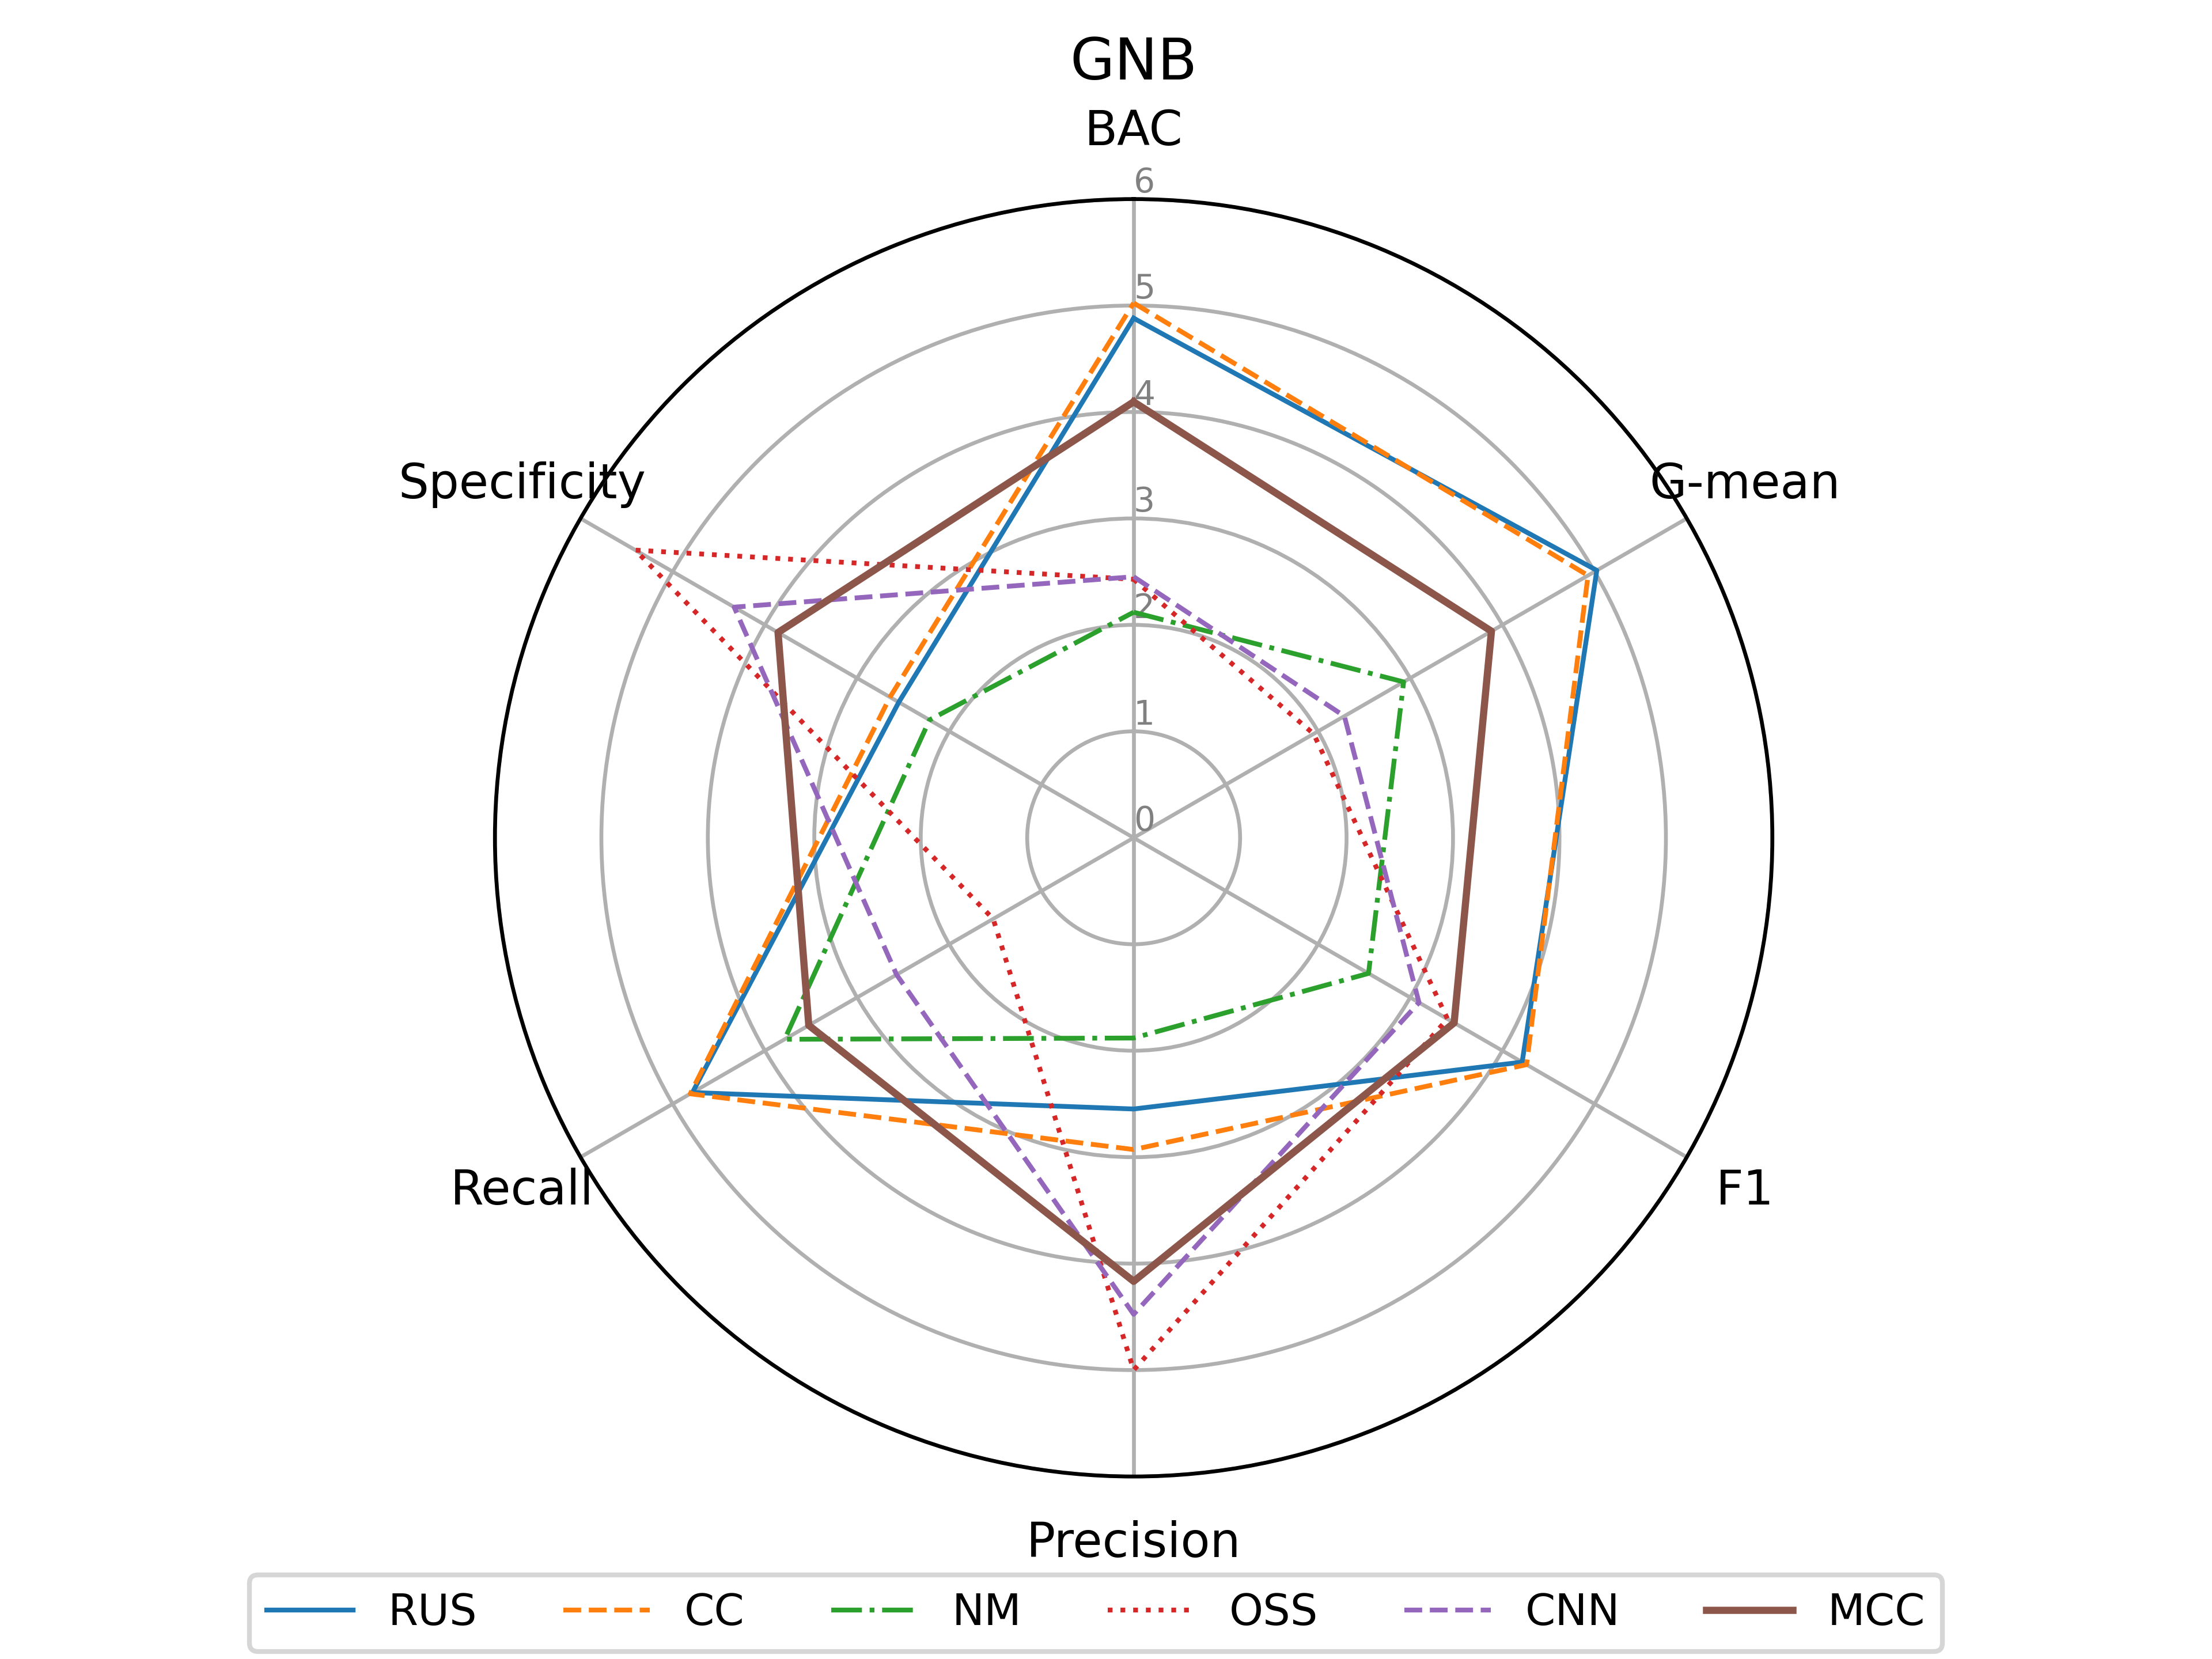 GNB
BAC
6
5
4
3
2
1
0
Specificity
G-mean
Recall
F1
Precision
RUS CC NM OSS CNN MCC